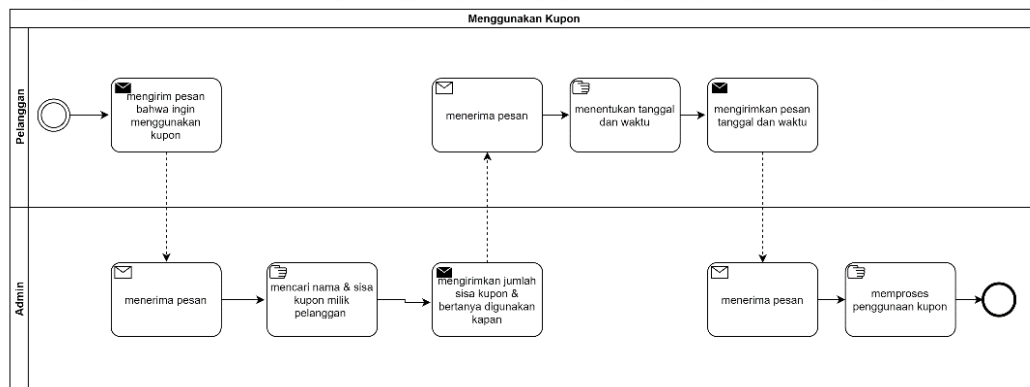 Menggunakan Kupon
Pelanggan
mengirim pesan
bahwa ingin
menggunakan
kupon
menerima pesan
menentukan tanggal
dan waktu
mengirimkan pesan
tanggal dan waktu
Admin
menerima pesan
mencari nama & sisa
kupon milik
pelanggan
mengirimkan jumlah
sisa kupon &
bertanya digunakan
kapan
menerima pesan
memproses
penggunaan kupon